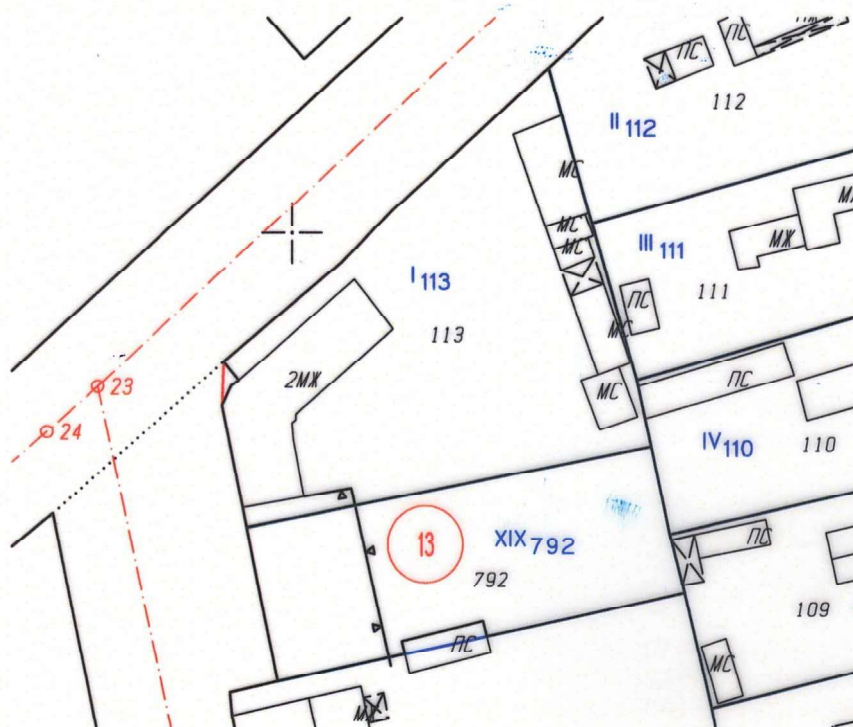 ПС
ПС
112
II 112
МС
МС
МС
III 111
МЖ
I 113
ПС
111
113
МС
2МЖ
ПС
МС
23
24
IV 110
110
13
XIX 792
ПС
792
109
ПС
МС